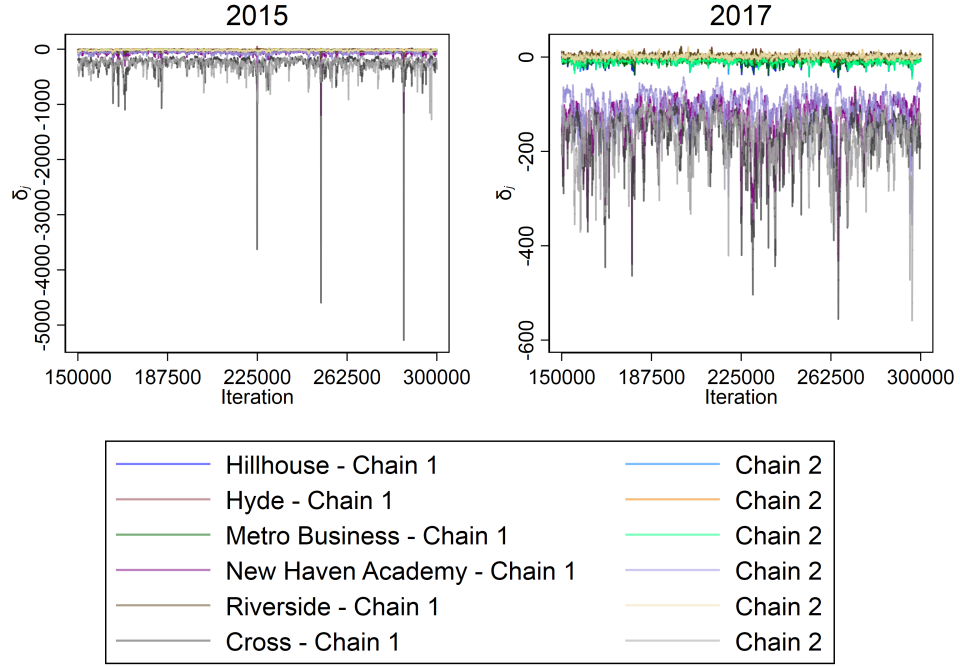 2015
2017
0
-1000
-2000
-3000
-4000
-5000
δj
150000 187500 225000 262500 300000
Iteration
0
-200
-400
-600
δj
150000 187500 225000 262500 300000
Iteration
Hillhouse - Chain 1 Chain 2
Hyde - Chain 1 Chain 2
Metro Business - Chain 1 Chain 2
New Haven Academy - Chain 1 Chain 2
Riverside - Chain 1 Chain 2
Cross - Chain 1 Chain 2